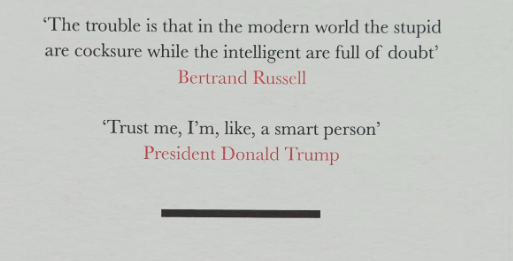 ‘The trouble is that in the modern world the stupid
are cocksure while the intelligent are full of doubt’
Bertrand Russell
‘Trust me, I’m, like, a smart person’
President Donald Trump